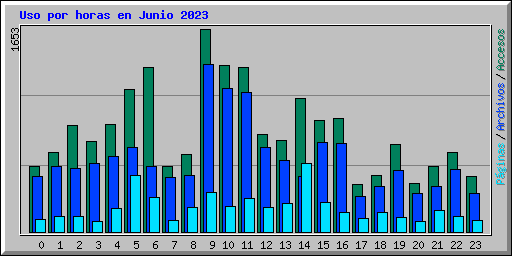 Uso por horas en Junio 2023
1653
Páginas / Archivos / Accesos
0 1 2 3 4 5 6 7 8 9 10 11 12 13 14 15 16 17 18 19 20 21 22 23